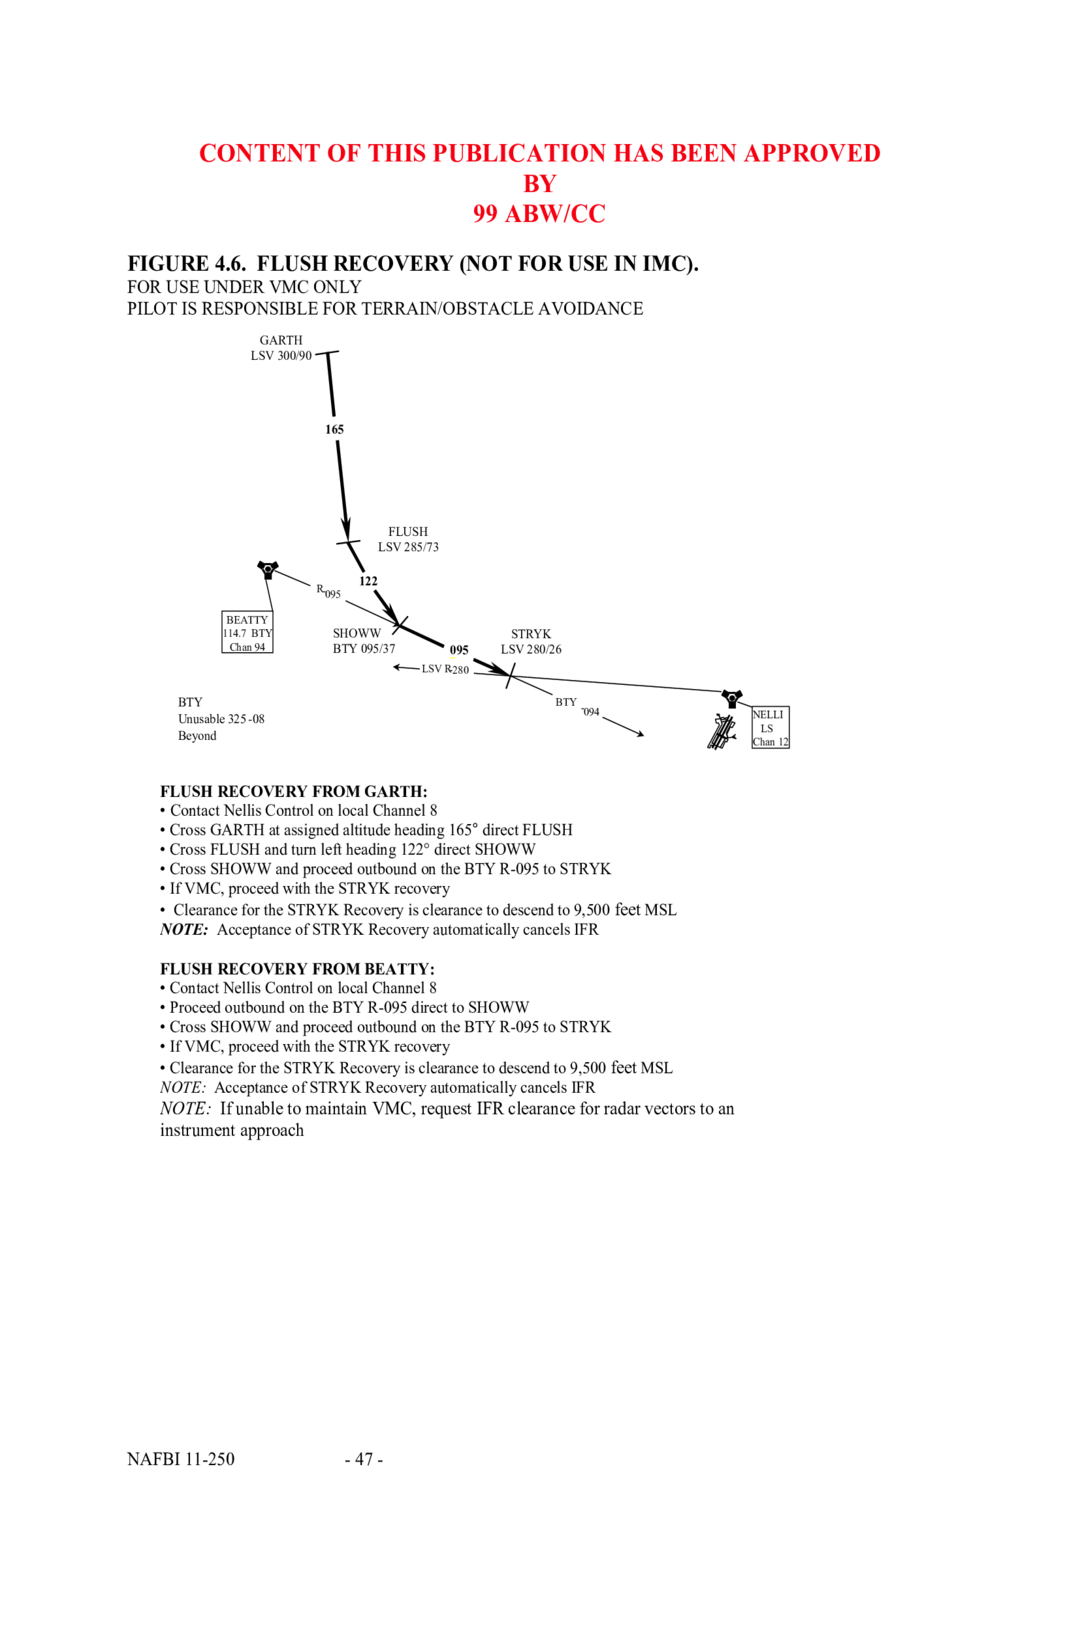 CONTENT OF THIS PUBLICATION HAS BEEN APPROVED
BY
99 ABW/CC
FIGURE 4.6. FLUSH RECOVERY (NOT FOR USE IN IMC).
FOR USE UNDER VMC ONLY
PILOT IS RESPONSIBLE FOR TERRAIN/OBSTACLE AVOIDANCE
GARTH
LSV 300/90
165
FLUSH
LSV 285/73
122
R-095
BEATTY
114.7 BTY
Chan 94
SHOWW
BTY 095/37
095
STRYK
LSV 280/26
LSV R-280
BTY
Unusable 325-08
Beyond
BTY -094
NELLI
LS
Chan 12
FLUSH RECOVERY FROM GARTH:
• Contact Nellis Control on local Channel 8
• Cross GARTH at assigned altitude heading 165° direct FLUSH
• Cross FLUSH and turn left heading 122° direct SHOWW
• Cross SHOWW and proceed outbound on the BTY R-095 to STRYK
• If VMC, proceed with the STRYK recovery
• Clearance for the STRYK Recovery is clearance to descend to 9,500 feet MSL
NOTE: Acceptance of STRYK Recovery automatically cancels IFR
FLUSH RECOVERY FROM BEATTY:
• Contact Nellis Control on local Channel 8
• Proceed outbound on the BTY R-095 direct to SHOWW
• Cross SHOWW and proceed outbound on the BTY R-095 to STRYK
• If VMC, proceed with the STRYK recovery
• Clearance for the STRYK Recovery is clearance to descend to 9,500 feet MSL
NOTE: Acceptance of STRYK Recovery automatically cancels IFR
NOTE: If unable to maintain VMC, request IFR clearance for radar vectors to an
instrument approach
NAFBI 11-250 - 47 -